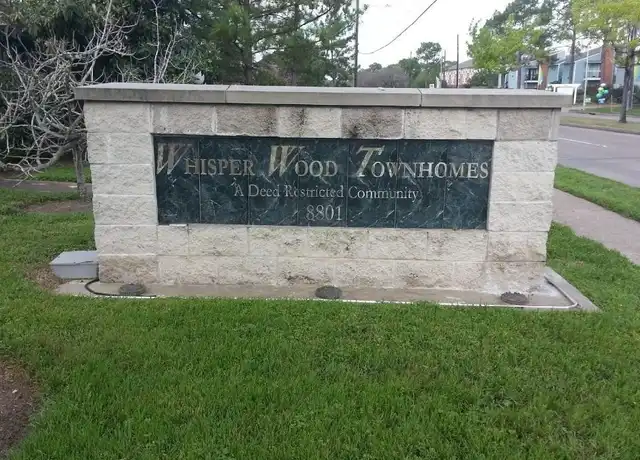 Whisper Wood Townhomes
A Deed Restricted Community
8801